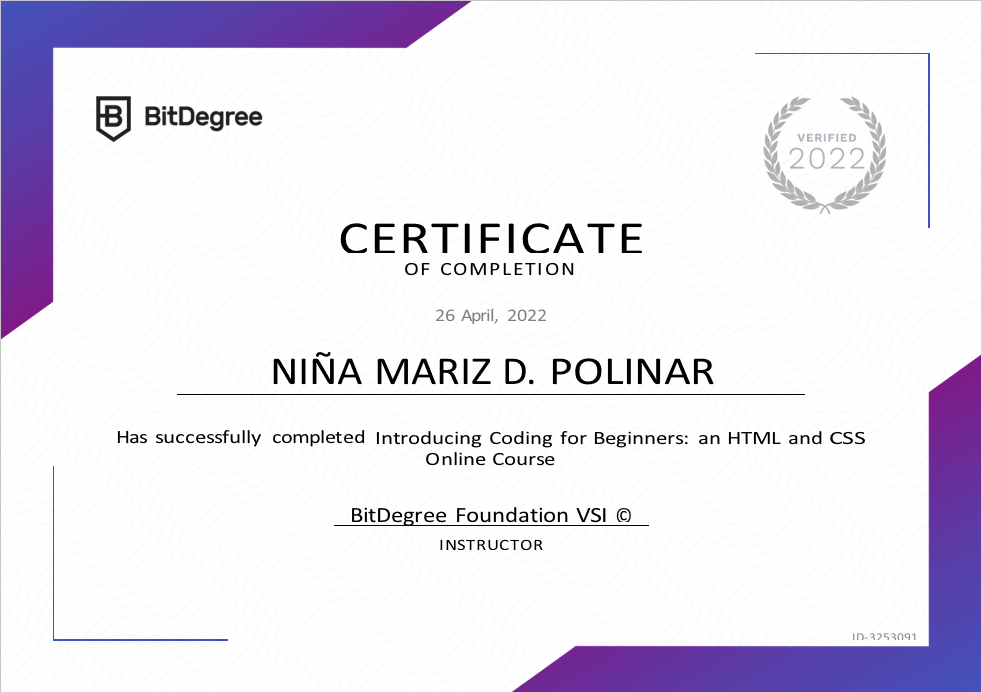 BitDegree
VERIFIED
2022
CERTIFICATE
OF COMPLETION
26 April, 2022
NIÑA MARIZ D. POLINAR
Has successfully completed Introducing Coding for Beginners: an HTML and CSS
Online Course
BitDegree Foundation VSI ©
INSTRUCTOR
ID-3253091